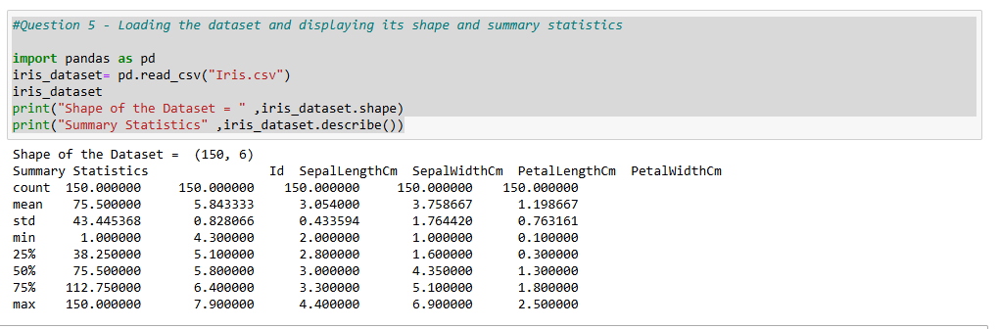 #Question 5 - Loading the dataset and displaying its shape and summary statistics
import pandas as pd
iris_dataset= pd.read_csv("Iris.csv")
iris_dataset
print("Shape of the Dataset = " ,iris_dataset.shape)
print("Summary Statistics" ,iris_dataset.describe())
Shape of the Dataset =  (150, 6)
Summary Statistics                Id  SepalLengthCm  SepalWidthCm  PetalLengthCm  PetalWidthCm
count  150.000000     150.000000    150.000000     150.000000    150.000000
mean    75.500000       5.843333      3.054000       3.758667      1.198667
std     43.445368       0.828066      0.433594       1.764420      0.763161
min      1.000000       4.300000      2.000000       1.000000      0.100000
25%     38.250000       5.100000      2.800000       1.600000      0.300000
50%     75.500000       5.800000      3.000000       4.350000      1.300000
75%    112.750000       6.400000      3.300000       5.100000      1.800000
max    150.000000       7.900000      4.400000       6.900000      2.500000